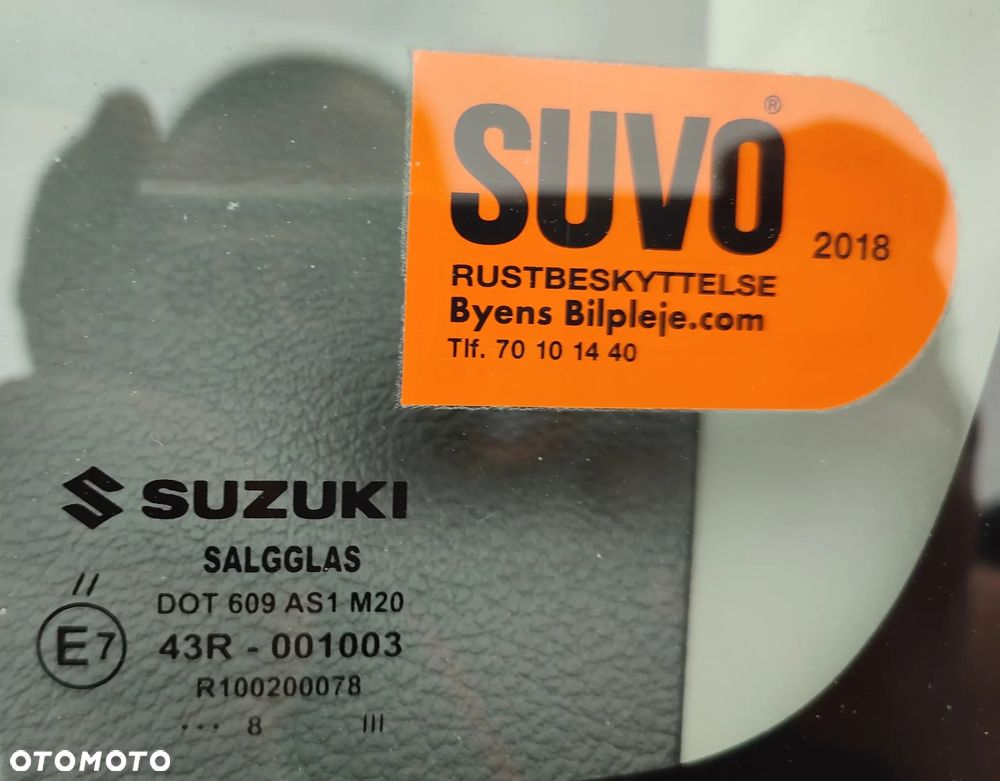 SUVO®
2018
RUSTBESKYTTELSE
Byens Bilpleje.com
Tlf. 70 10 14 40
SUZUKI
SALGGLAS
//
DOT 609 AS1 M20
E7 43R - 001003
R100200078
... 8 III
OTOMOTO